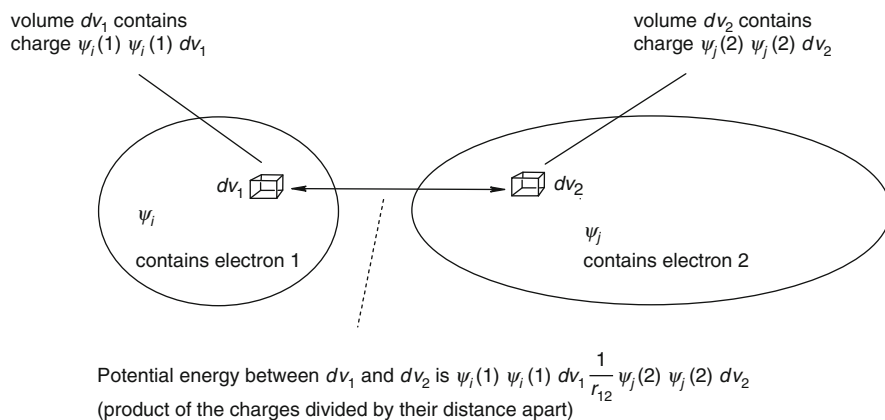 volume dv₁ contains
charge ψᵢ(1) ψᵢ(1) dv₁
volume dv₂ contains
charge ψⱼ(2) ψⱼ(2) dv₂
dv₁
dv₂
ψᵢ
contains electron 1
ψⱼ
contains electron 2
Potential energy between dv₁ and dv₂ is ψᵢ(1) ψᵢ(1) dv₁ 1/r₁₂ ψⱼ(2) ψⱼ(2) dv₂
(product of the charges divided by their distance apart)